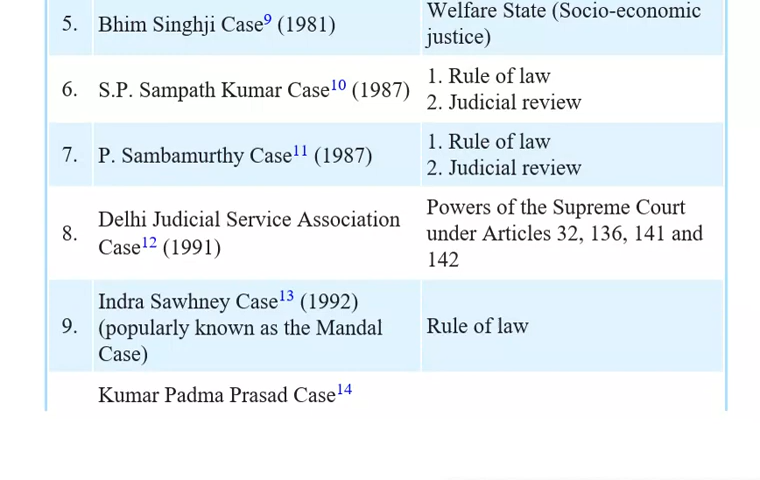 Welfare State (Socio-economic
5. Bhim Singhji Case9 (1981)
justice)
6. S.P. Sampath Kumar Case10 (1987)
1. Rule of law
2. Judicial review
7. P. Sambamurthy Case11 (1987)
1. Rule of law
2. Judicial review
8. Delhi Judicial Service Association
Case12 (1991)
Powers of the Supreme Court
under Articles 32, 136, 141 and
142
9. Indra Sawhney Case13 (1992)
(popularly known as the Mandal
Case)
Rule of law
Kumar Padma Prasad Case14